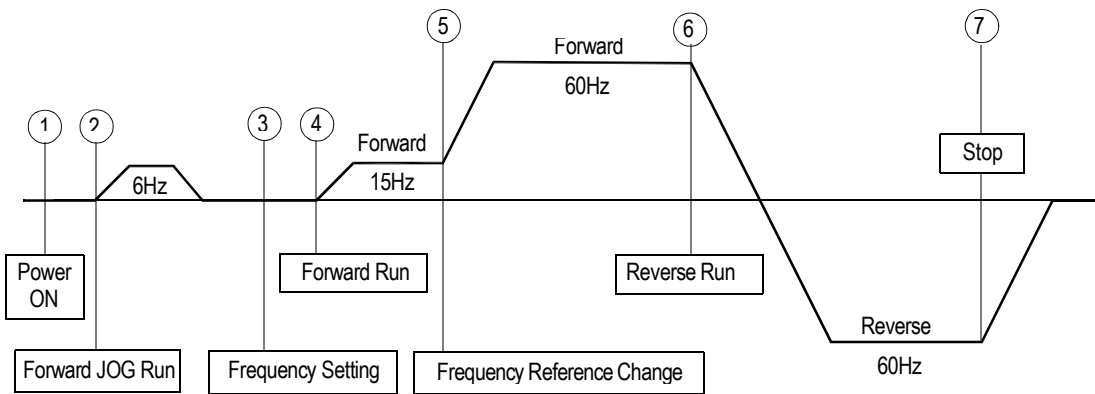 5
6
7
Forward
60Hz
1
2
3
4
Forward
15Hz
6Hz
Stop
Power
ON
Forward Run
Reverse Run
Reverse
60Hz
Forward JOG Run
Frequency Setting
Frequency Reference Change